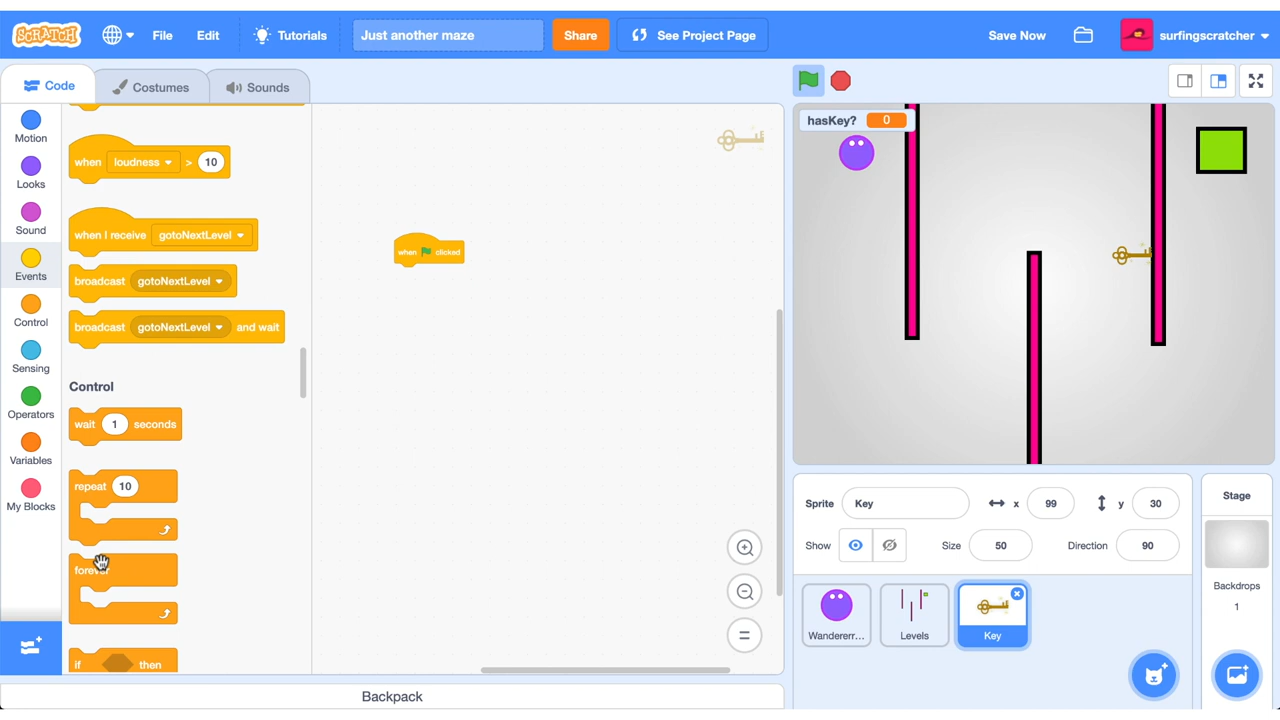 SCRATCH File Edit Tutorials Just another maze Share See Project Page Save Now surfingscratcher
Code Costumes Sounds
Motion
Looks
Sound
Events
Control
Sensing
Operators
Variables
My Blocks
when loudness > 10
when I receive gotoNextLevel
broadcast gotoNextLevel
broadcast gotoNextLevel and wait
Control
wait 1 seconds
repeat 10
forever
if then
when clicked
hasKey? 0
Sprite Key x 99 y 30
Show Size 50 Direction 90
Wandererr... Levels Key
Stage
Backdrops
1
Backpack